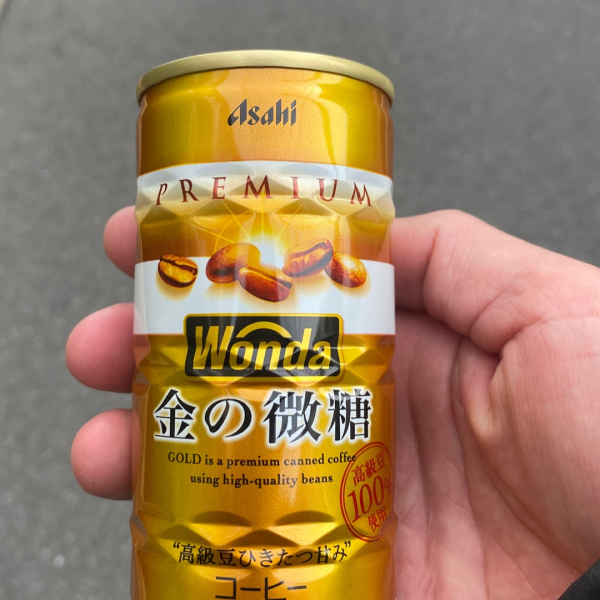 Asahi
PREMIUM
Wonda
金の微糖
GOLD is a premium canned coffee
using high-quality beans
高級豆
100%
使用
“高級豆ひきたつ甘み”
コーヒー